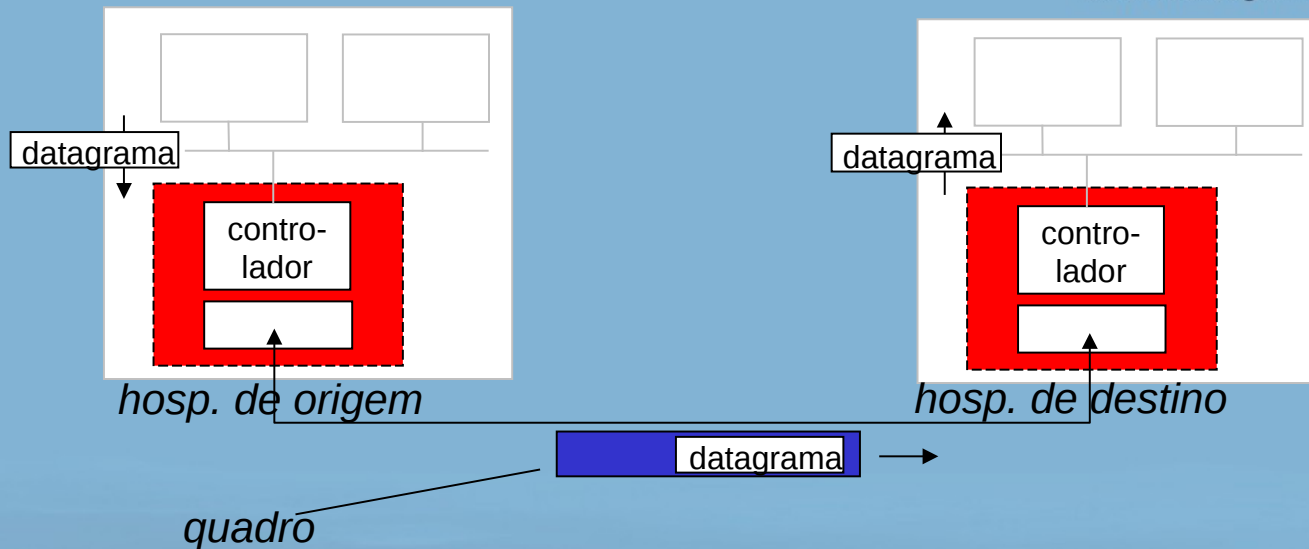 datagrama
datagrama
contro-
lador
contro-
lador
hosp. de origem
hosp. de destino
datagrama
quadro